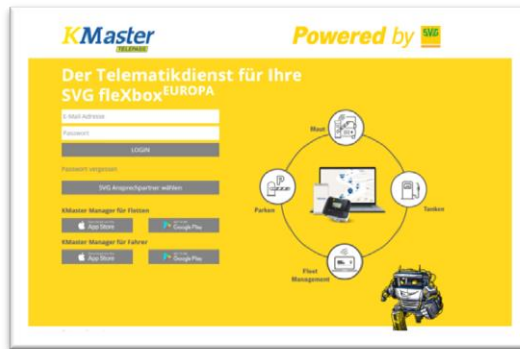 KMaster
TELEPASS
Powered by SVG
Der Telematikdienst für Ihre
SVG fleXbox EUROPA
E-Mail-Adresse
Passwort
LOGIN
Passwort vergessen
SVG Ansprechpartner wählen
KMaster Manager für Flotten
App Store
Google Play
KMaster Manager für Fahrer
App Store
Google Play
Maut
Parken
Tanken
Fleet
Management